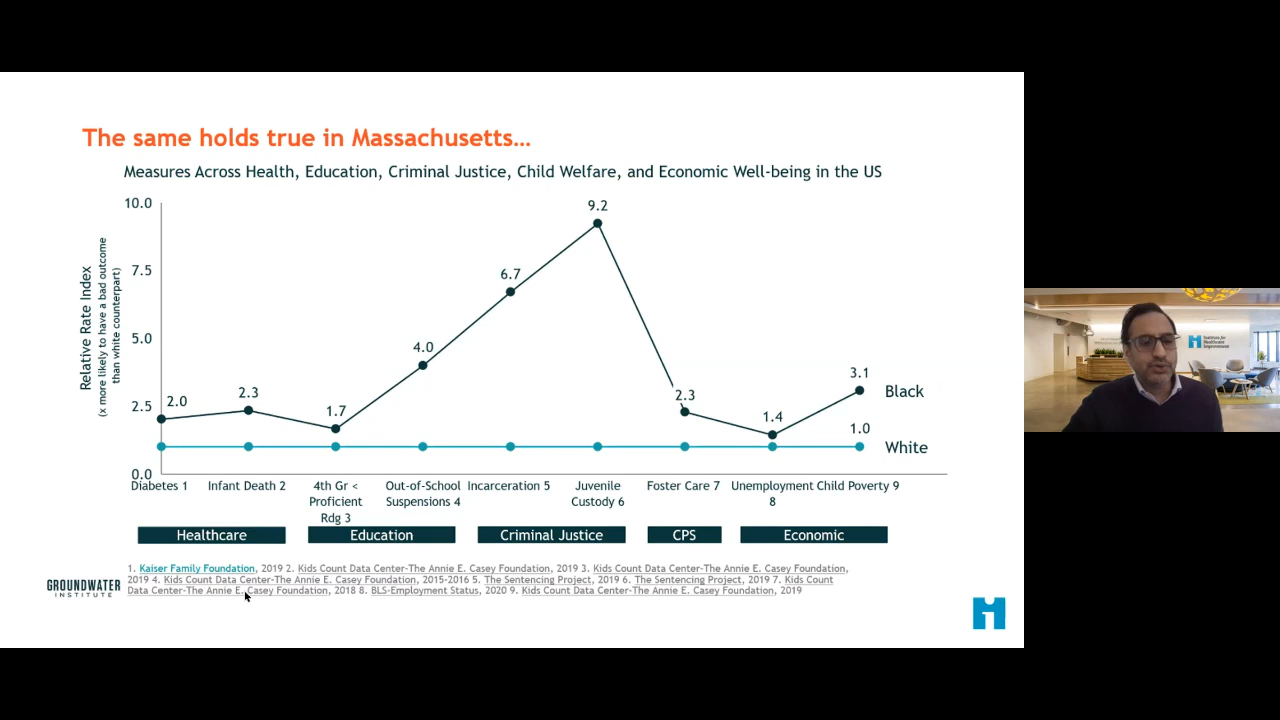 The same holds true in Massachusetts…
Measures Across Health, Education, Criminal Justice, Child Welfare, and Economic Well-being in the US
Relative Rate Index
(x more likely to have a bad outcome
than white counterpart)
10.0
7.5
5.0
2.5
0.0
2.0
2.3
1.7
4.0
6.7
9.2
2.3
1.4
3.1
Black
1.0
White
Diabetes 1
Infant Death 2
4th Gr <
Proficient
Rdg 3
Out-of-School
Suspensions 4
Incarceration 5
Juvenile
Custody 6
Foster Care 7
Unemployment
8
Child Poverty 9
Healthcare
Education
Criminal Justice
CPS
Economic
1. Kaiser Family Foundation, 2019 2. Kids Count Data Center-The Annie E. Casey Foundation, 2019 3. Kids Count Data Center-The Annie E. Casey Foundation,
2019 4. Kids Count Data Center-The Annie E. Casey Foundation, 2015-2016 5. The Sentencing Project, 2019 6. The Sentencing Project, 2019 7. Kids Count
Data Center-The Annie E. Casey Foundation, 2018 8. BLS-Employment Status, 2020 9. Kids Count Data Center-The Annie E. Casey Foundation, 2019
GROUNDWATER
INSTITUTE
Institute for
Healthcare
Improvement